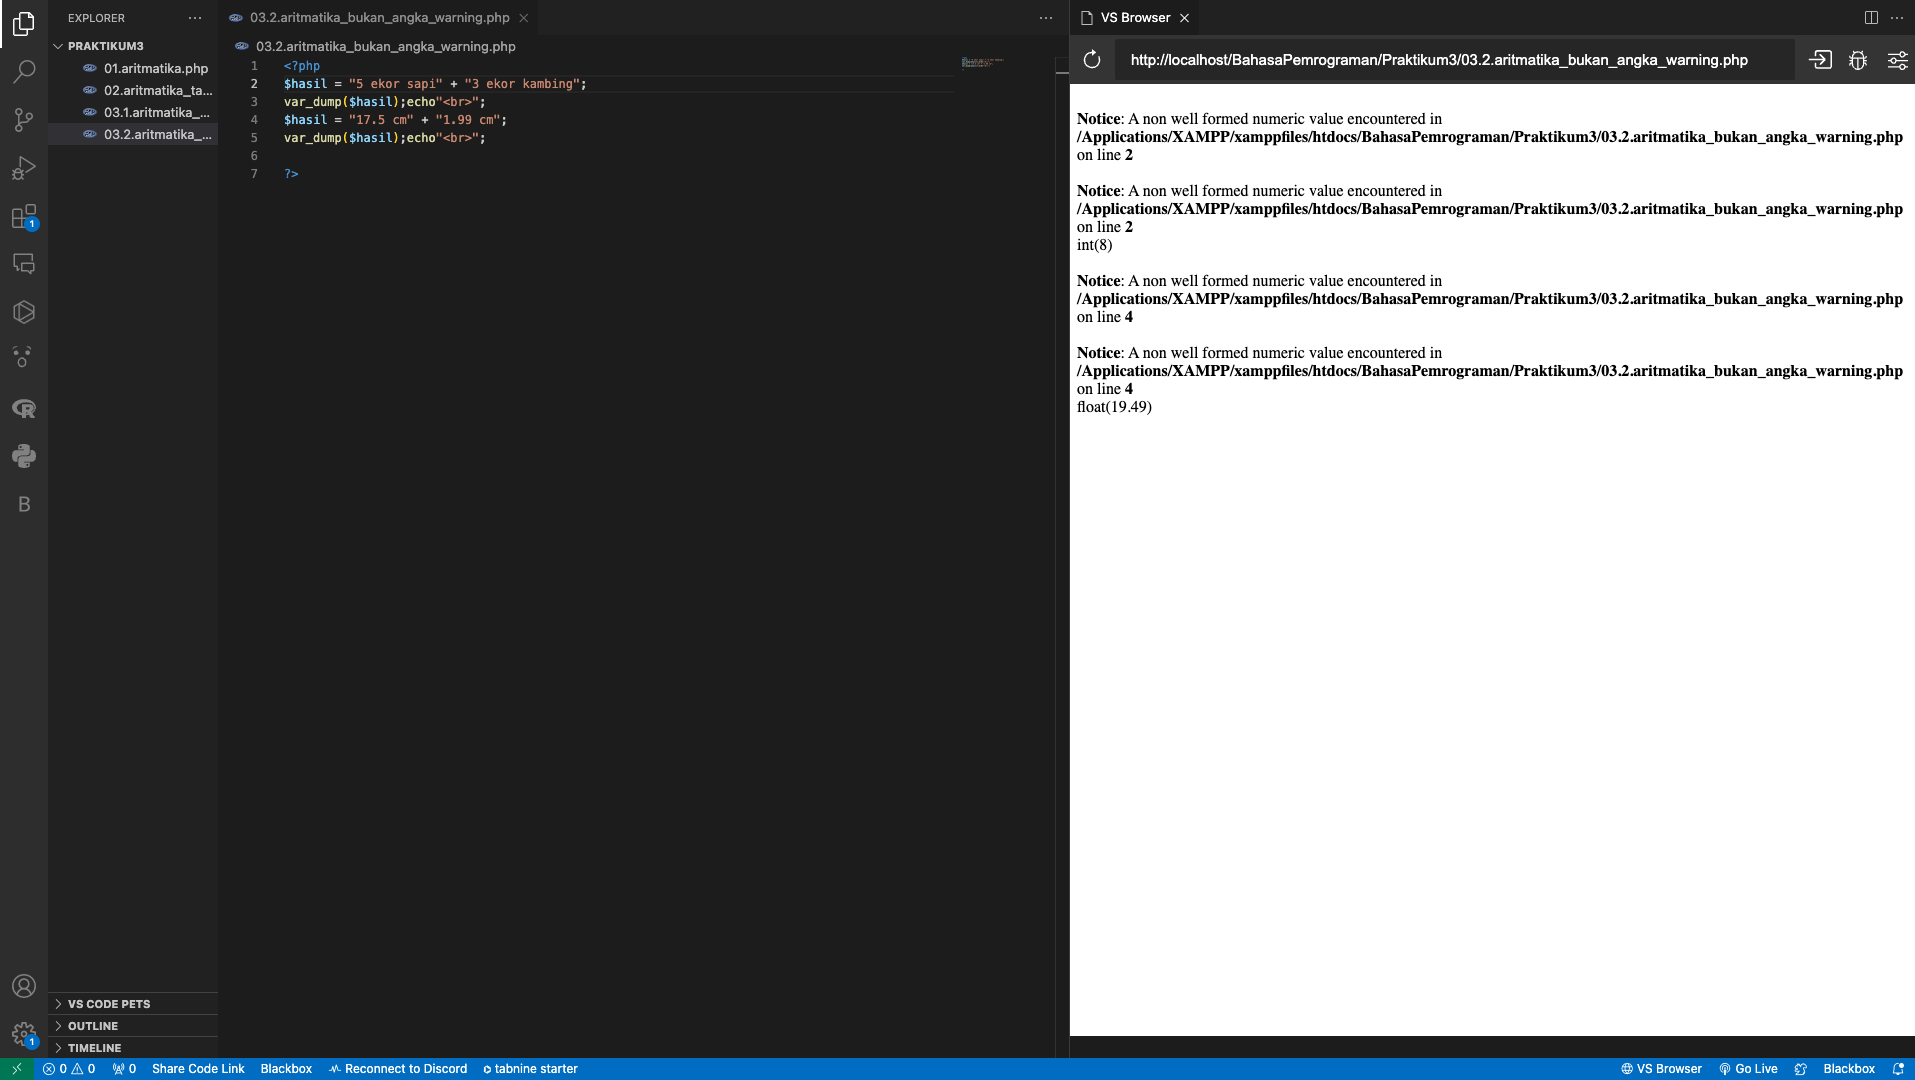 EXPLORER
PRAKTIKUM3
01.aritmatika.php
02.aritmatika_ta...
03.1.aritmatika_...
03.2.aritmatika_...
VS CODE PETS
OUTLINE
TIMELINE
03.2.aritmatika_bukan_angka_warning.php
03.2.aritmatika_bukan_angka_warning.php
1 <?php
2 $hasil = "5 ekor sapi" + "3 ekor kambing";
3 var_dump($hasil);echo"<br>";
4 $hasil = "17.5 cm" + "1.99 cm";
5 var_dump($hasil);echo"<br>";
6
7 ?>
VS Browser
http://localhost/BahasaPemrograman/Praktikum3/03.2.aritmatika_bukan_angka_warning.php
Notice: A non well formed numeric value encountered in
/Applications/XAMPP/xamppfiles/htdocs/BahasaPemrograman/Praktikum3/03.2.aritmatika_bukan_angka_warning.php
on line 2
Notice: A non well formed numeric value encountered in
/Applications/XAMPP/xamppfiles/htdocs/BahasaPemrograman/Praktikum3/03.2.aritmatika_bukan_angka_warning.php
on line 2
int(8)
Notice: A non well formed numeric value encountered in
/Applications/XAMPP/xamppfiles/htdocs/BahasaPemrograman/Praktikum3/03.2.aritmatika_bukan_angka_warning.php
on line 4
Notice: A non well formed numeric value encountered in
/Applications/XAMPP/xamppfiles/htdocs/BahasaPemrograman/Praktikum3/03.2.aritmatika_bukan_angka_warning.php
on line 4
float(19.49)
1
R
B
1
0 0 0 Share Code Link Blackbox Reconnect to Discord tabnine starter VS Browser Go Live Blackbox